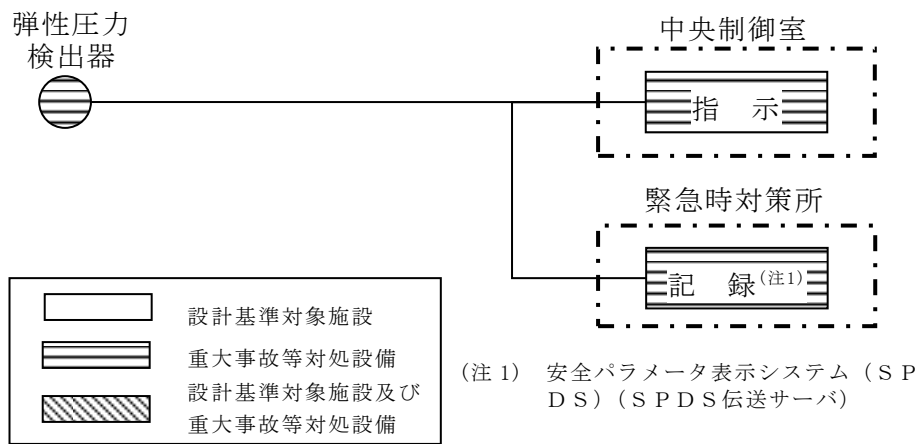 弾性圧力
検出器
中央制御室
指 示
緊急時対策所
記 録(注1)
設計基準対象施設
重大事故等対処設備
設計基準対象施設及び
重大事故等対処設備
(注 1) 安全パラメータ表示システム(ＳＰ
ＤＳ)(ＳＰＤＳ伝送サーバ)